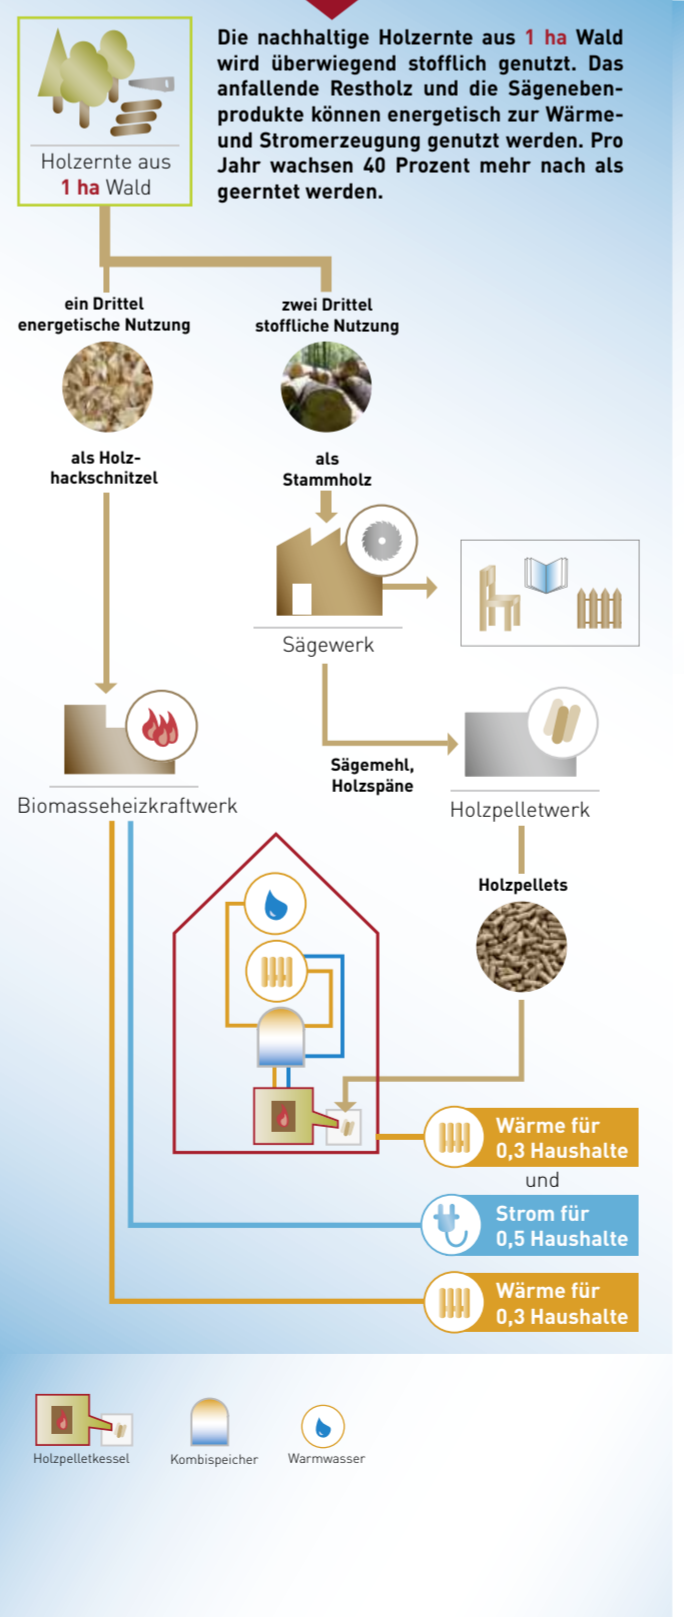 Die nachhaltige Holzernte aus 1 ha Wald
wird überwiegend stofflich genutzt. Das
anfallende Restholz und die Sägeneben-
produkte können energetisch zur Wärme-
und Stromerzeugung genutzt werden. Pro
Jahr wachsen 40 Prozent mehr nach als
geerntet werden.
Holzernte aus
1 ha Wald
ein Drittel
energetische Nutzung
zwei Drittel
stoffliche Nutzung
als Holz-
hackschnitzel
als
Stammholz
Sägewerk
Sägemehl,
Holzspäne
Biomasseheizkraftwerk
Holzpelletwerk
Holzpellets
Wärme für
0,3 Haushalte
und
Strom für
0,5 Haushalte
Wärme für
0,3 Haushalte
Holzpelletkessel
Kombispeicher
Warmwasser